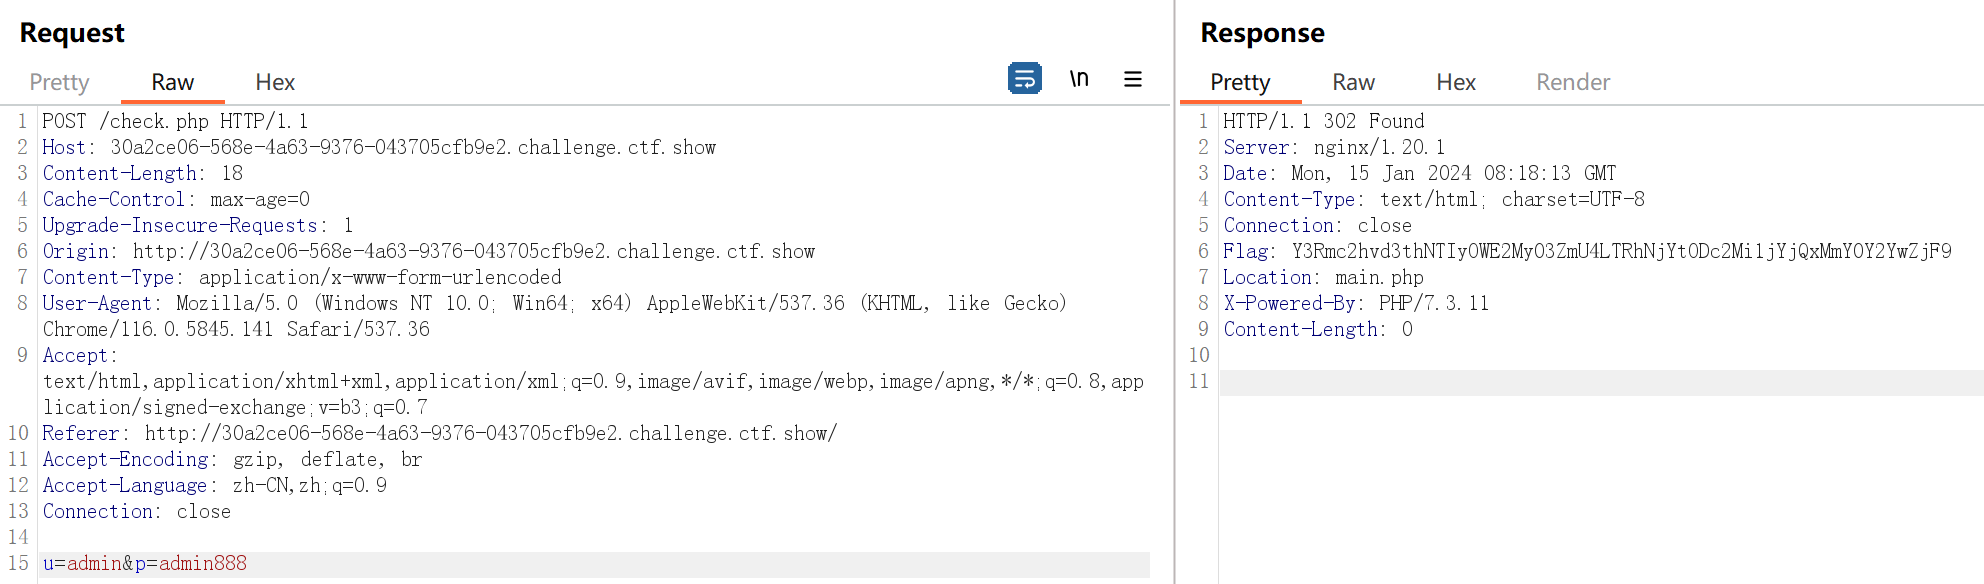 Request
Pretty Raw Hex
\n
1 POST /check.php HTTP/1.1
2 Host: 30a2ce06-568e-4a63-9376-043705cfb9e2.challenge.ctf.show
3 Content-Length: 18
4 Cache-Control: max-age=0
5 Upgrade-Insecure-Requests: 1
6 Origin: http://30a2ce06-568e-4a63-9376-043705cfb9e2.challenge.ctf.show
7 Content-Type: application/x-www-form-urlencoded
8 User-Agent: Mozilla/5.0 (Windows NT 10.0; Win64; x64) AppleWebKit/537.36 (KHTML, like Gecko)
Chrome/116.0.5845.141 Safari/537.36
9 Accept:
text/html,application/xhtml+xml,application/xml;q=0.9,image/avif,image/webp,image/apng,*/*;q=0.8,app
lication/signed-exchange;v=b3;q=0.7
10 Referer: http://30a2ce06-568e-4a63-9376-043705cfb9e2.challenge.ctf.show/
11 Accept-Encoding: gzip, deflate, br
12 Accept-Language: zh-CN,zh;q=0.9
13 Connection: close
14
15 u=admin&p=admin888
Response
Pretty Raw Hex Render
1 HTTP/1.1 302 Found
2 Server: nginx/1.20.1
3 Date: Mon, 15 Jan 2024 08:18:13 GMT
4 Content-Type: text/html; charset=UTF-8
5 Connection: close
6 Flag: Y3Rmc2hvd3thNTIyOWE2My03ZmU4LTRhNjYtODc2Mi1jYjQxMmY0Y2YwZjF9
7 Location: main.php
8 X-Powered-By: PHP/7.3.11
9 Content-Length: 0
10
11